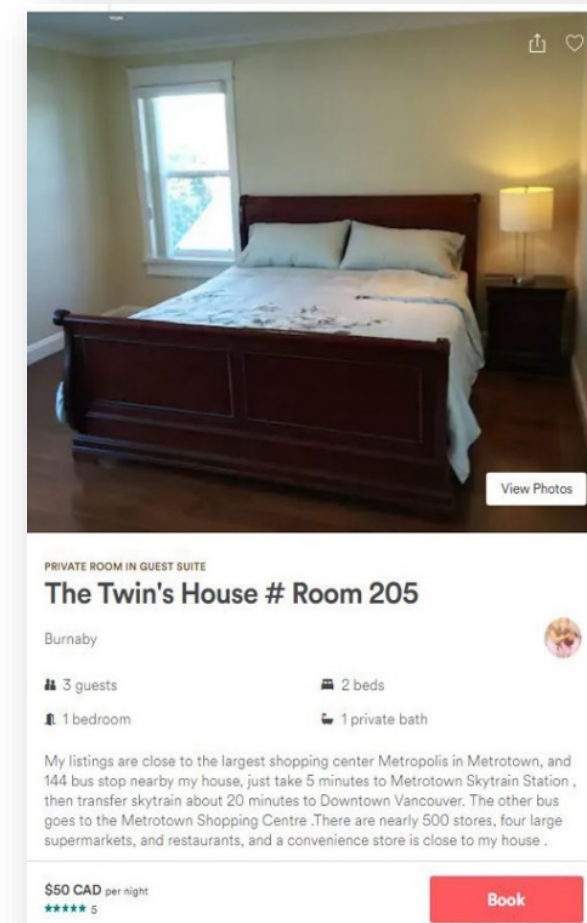 View Photos
PRIVATE ROOM IN GUEST SUITE
The Twin's House # Room 205
Burnaby
3 guests
2 beds
1 bedroom
1 private bath
My listings are close to the largest shopping center Metropolis in Metrotown, and
144 bus stop nearby my house, just take 5 minutes to Metrotown Skytrain Station ,
then transfer skytrain about 20 minutes to Downtown Vancouver. The other bus
goes to the Metrotown Shopping Centre .There are nearly 500 stores, four large
supermarkets, and restaurants, and a convenience store is close to my house .
$50 CAD per night
★★★★★ 5
Book